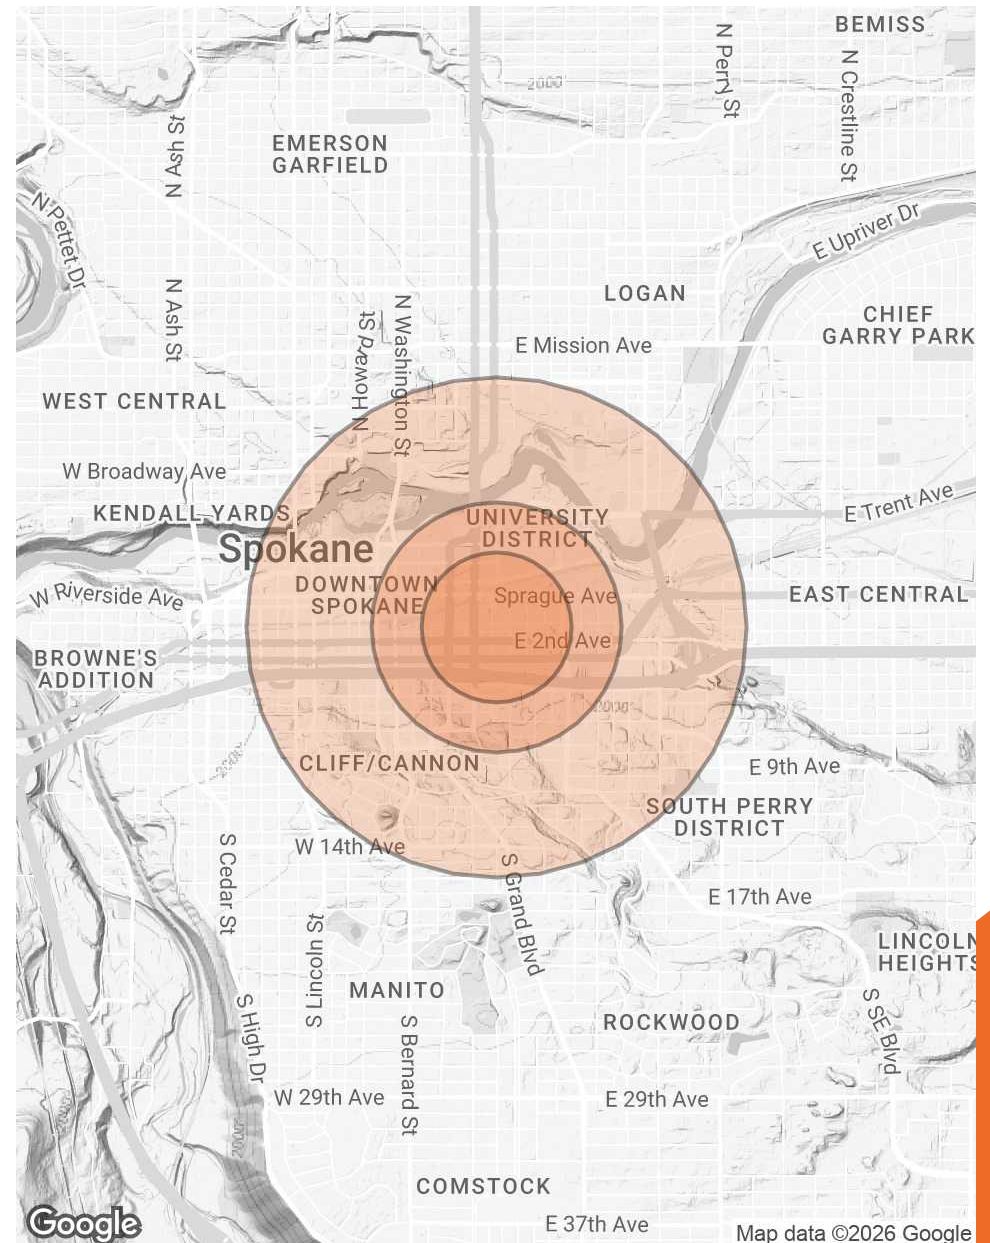 BEMISS
N Perry St
N Crestline St
2000
N Ash St
EMERSON
GARFIELD
N Pettet Dr
E Upriver Dr
N Ash St
LOGAN
N Washington St
N Howard St
CHIEF
GARRY PARK
E Mission Ave
WEST CENTRAL
W Broadway Ave
E Trent Ave
KENDALL YARDS
UNIVERSITY
DISTRICT
Spokane
DOWNTOWN
SPOKANE
W Riverside Ave
Sprague Ave
EAST CENTRAL
E 2nd Ave
BROWNE'S
ADDITION
2000
2000
CLIFF/CANNON
E 9th Ave
SOUTH PERRY
DISTRICT
W 14th Ave
S Cedar St
S Grand Blvd
E 17th Ave
S Lincoln St
LINCOLN
HEIGHTS
MANITO
S High Dr
S Bernard St
ROCKWOOD
S SE Blvd
W 29th Ave
E 29th Ave
2000
COMSTOCK
E 37th Ave
Google
Map data ©2026 Google